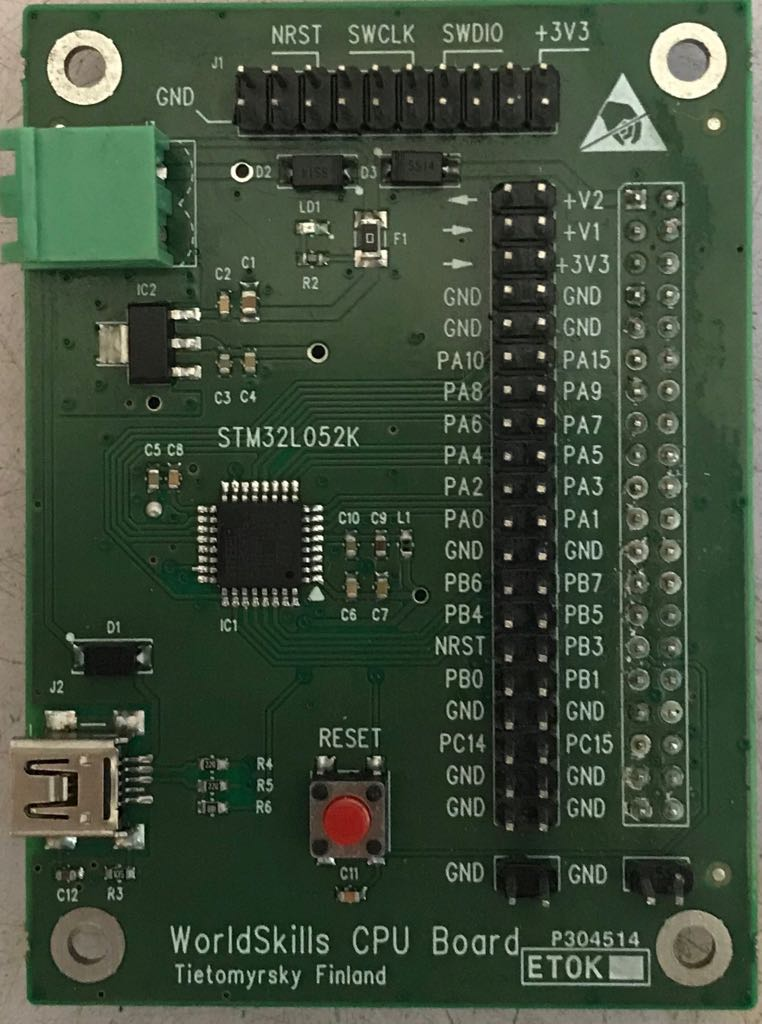 NRST SWCLK SWDIO +3V3
J1
GND
D2 D3
SS14
LD1
F1
R2
+V2
+V1
+3V3
IC2 C2 C1
GND GND
GND GND
C3 C4
PA10 PA15
PA8 PA9
PA6 PA7
STM32L052K
PA4 PA5
C5 C8
PA2 PA3
C10 C9 L1
PA0 PA1
GND GND
C6 C7
PB6 PB7
IC1
PB4 PB5
D1
NRST PB3
J2
PB0 PB1
GND GND
RESET
PC14 PC15
R4
220
R5
220
R6
GND GND
GND GND
C11
GND GND
C12 R3
WorldSkills CPU Board
P304514
Tietomyrsky Finland
ETOK